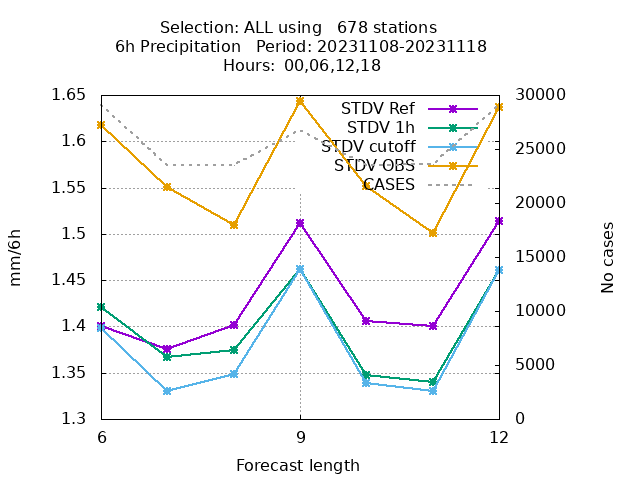 Selection: ALL using   678 stations
6h Precipitation   Period: 20231108-20231118
Hours:  00,06,12,18
1.65
1.6
1.55
1.5
1.45
1.4
1.35
1.3
30000
25000
20000
15000
10000
5000
0
STDV Ref
STDV 1h
STDV cutoff
STDV OBS
CASES
mm/6h
No cases
6
9
12
Forecast length